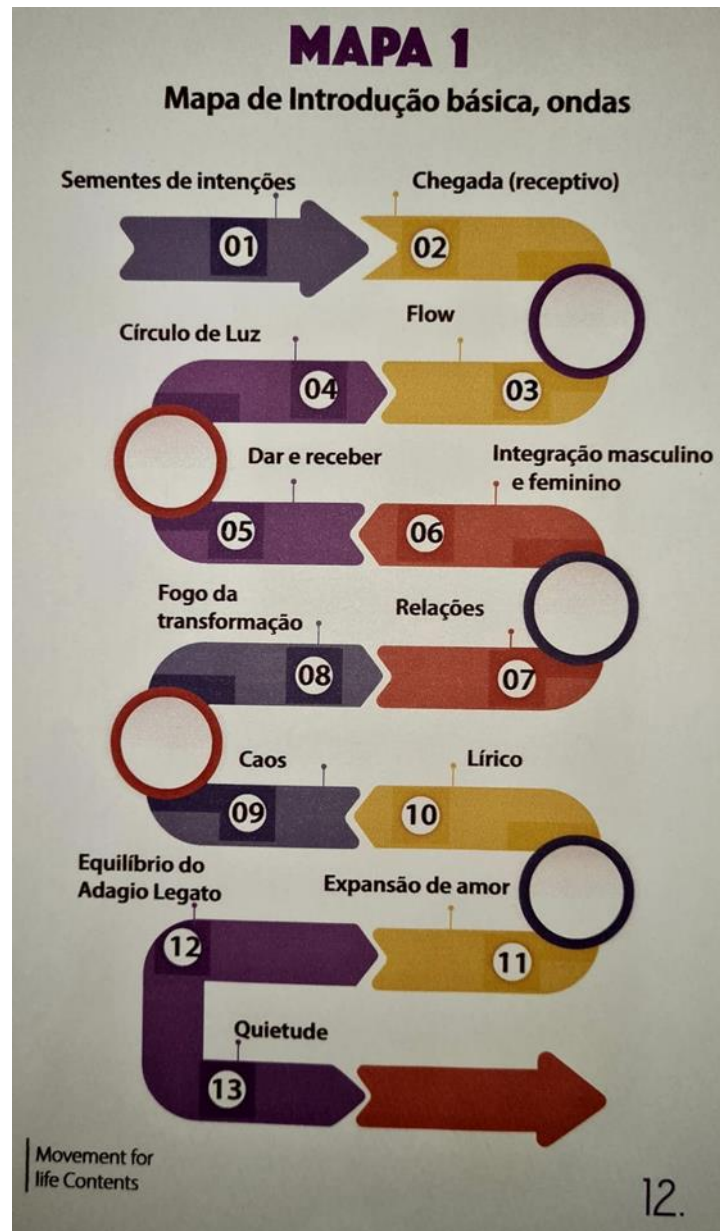 MAPA 1
Mapa de Introdução básica, ondas
Sementes de intenções
01
Chegada (receptivo)
02
Flow
03
Círculo de Luz
04
Dar e receber
05
Integração masculino
e feminino
06
Relações
07
Fogo da
transformação
08
Caos
09
Lírico
10
Expansão de amor
11
Equilíbrio do
Adagio Legato
12
Quietude
13
Movement for
life Contents
12.